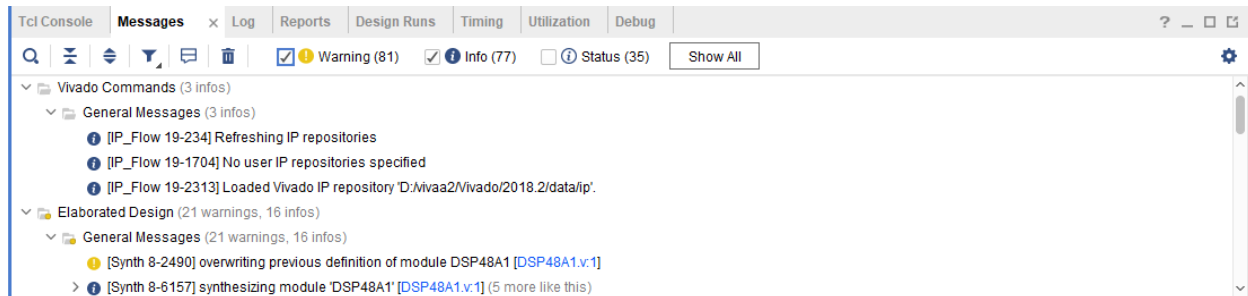 Tcl Console Messages × Log Reports Design Runs Timing Utilization Debug ?
Warning (81) Info (77) Status (35) Show All
Vivado Commands (3 infos)
General Messages (3 infos)
[IP_Flow 19-234] Refreshing IP repositories
[IP_Flow 19-1704] No user IP repositories specified
[IP_Flow 19-2313] Loaded Vivado IP repository 'D:/vivaa2/Vivado/2018.2/data/ip'.
Elaborated Design (21 warnings, 16 infos)
General Messages (21 warnings, 16 infos)
[Synth 8-2490] overwriting previous definition of module DSP48A1 [DSP48A1.v:1]
[Synth 8-6157] synthesizing module 'DSP48A1' [DSP48A1.v:1] (5 more like this)